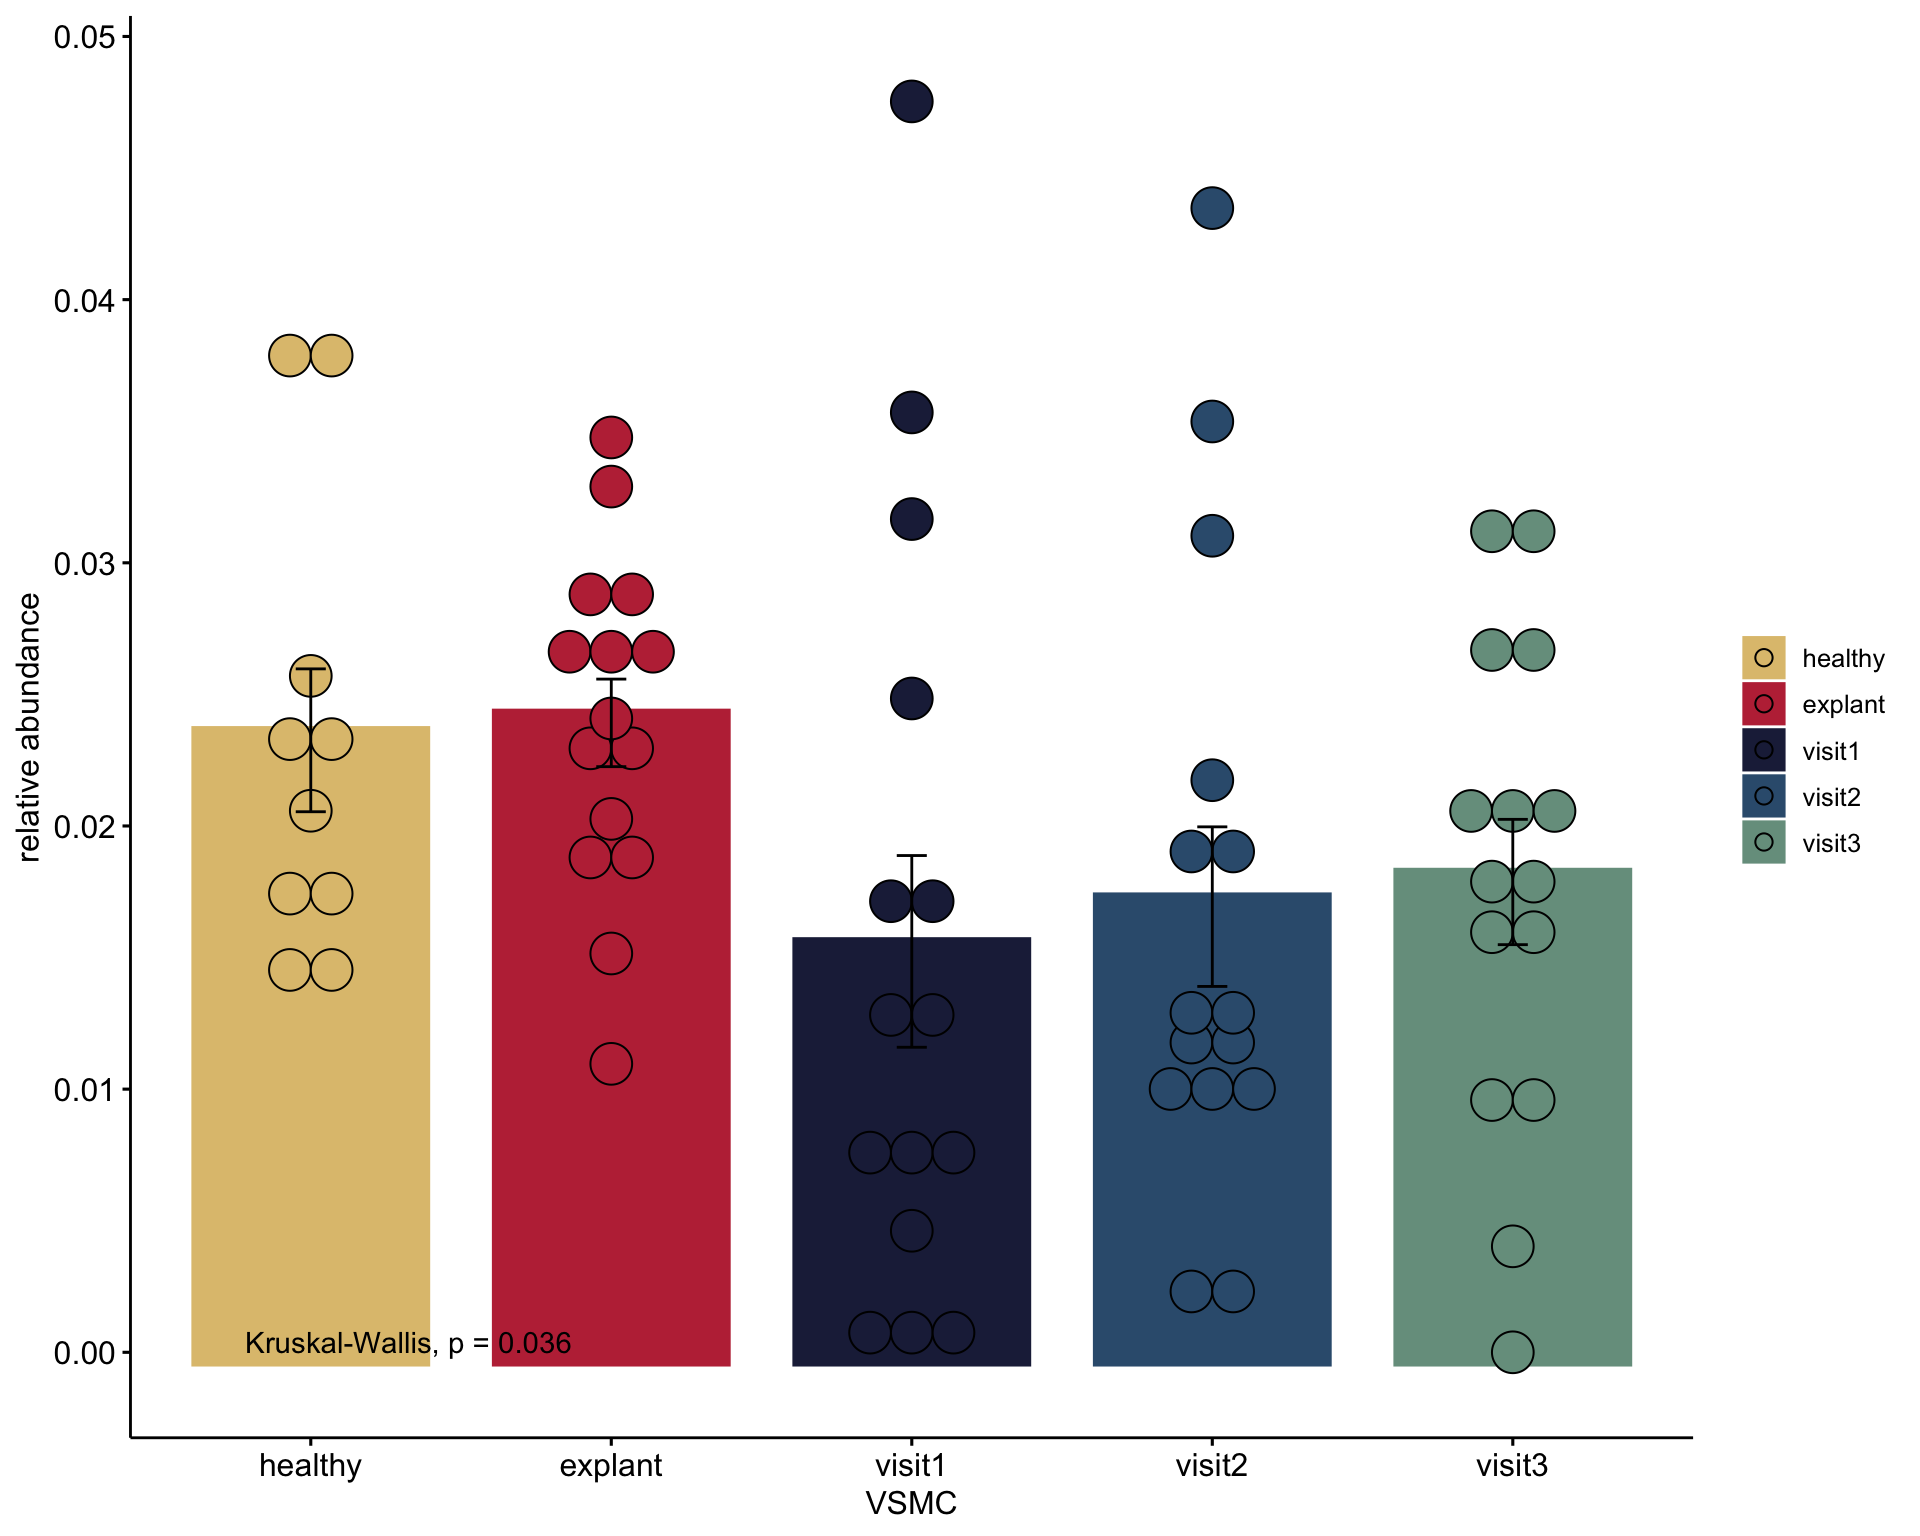 0.05
0.04
0.03
0.02
0.01
0.00
relative abundance
Kruskal-Wallis, p = 0.036
healthy
explant
visit1
visit2
visit3
VSMC
healthy
explant
visit1
visit2
visit3